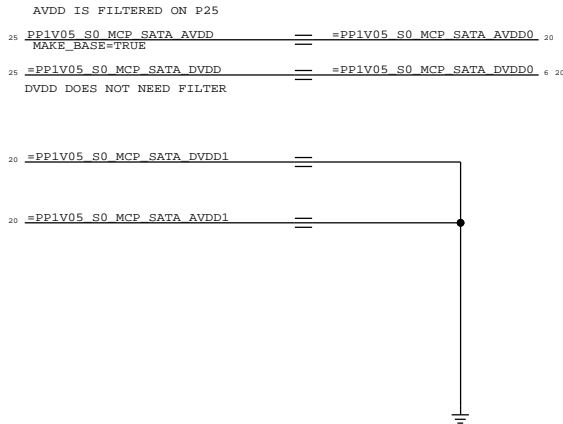 AVDD IS FILTERED ON P25
25 PP1V05_S0_MCP_SATA_AVDD =PP1V05_S0_MCP_SATA_AVDD0 20
MAKE_BASE=TRUE
25 =PP1V05_S0_MCP_SATA_DVDD =PP1V05_S0_MCP_SATA_DVDD0 6 20
DVDD DOES NOT NEED FILTER
20 =PP1V05_S0_MCP_SATA_DVDD1
20 =PP1V05_S0_MCP_SATA_AVDD1